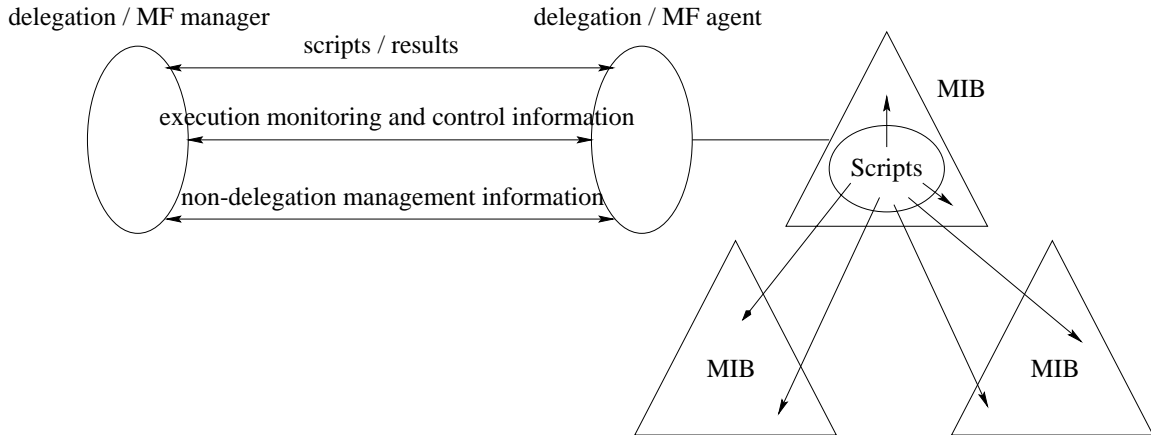 delegation / MF manager
delegation / MF agent
scripts / results
MIB
execution monitoring and control information
Scripts
non-delegation management information
MIB
MIB